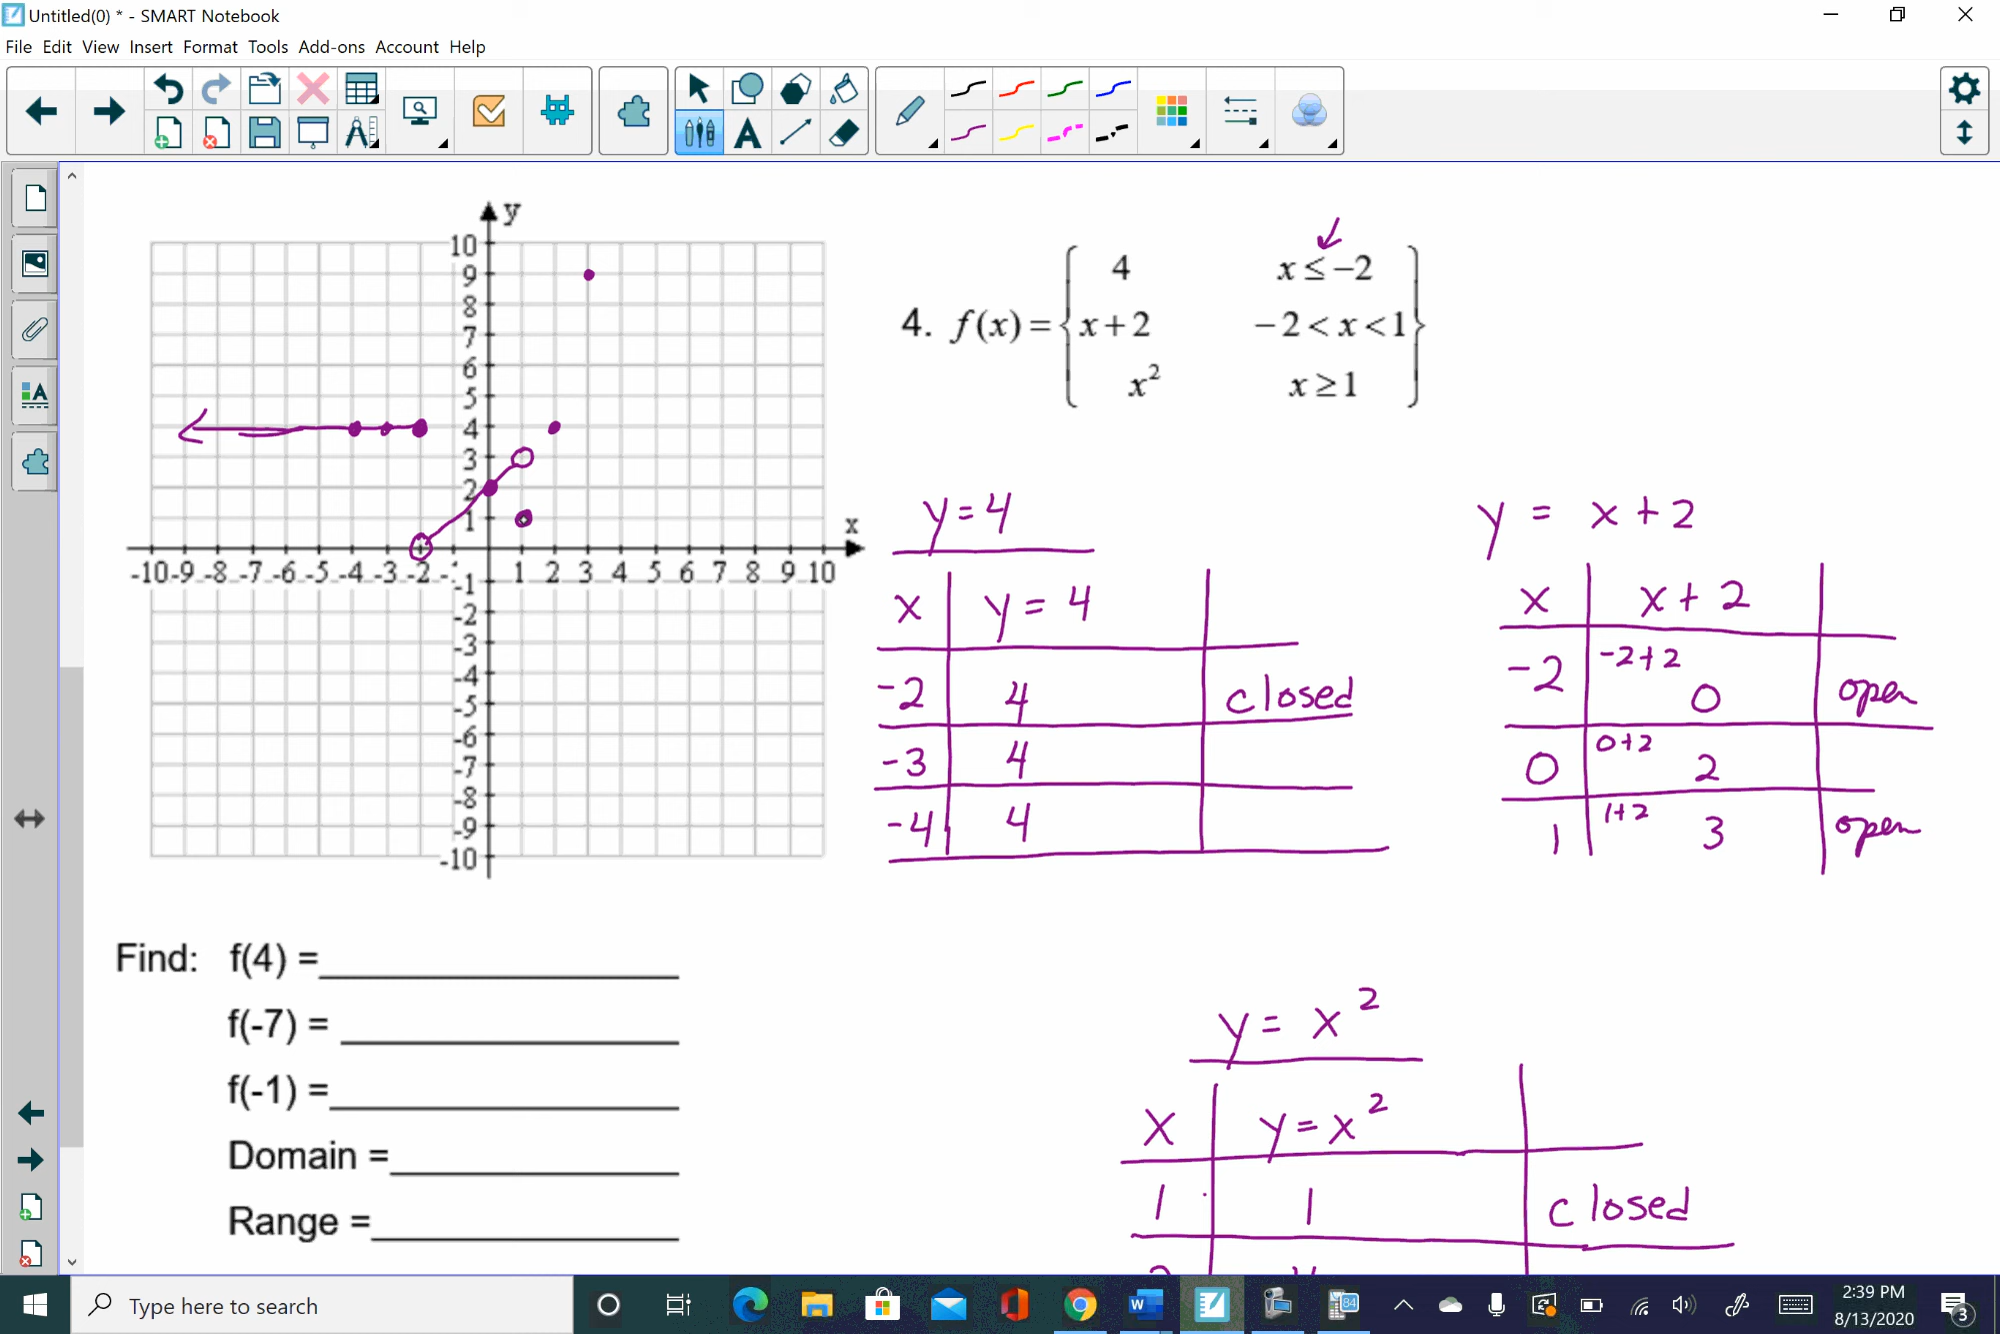 Untitled(0) * - SMART Notebook
File Edit View Insert Format Tools Add-ons Account Help
y
10
9
8
7
6
5
4
3
2
1
x
-10 -9 -8 -7 -6 -5 -4 -3 -2 - 1 2 3 4 5 6 7 8 9 10
-1
-2
-3
-4
-5
-6
-7
-8
-9
-10
4. f(x) = { 4 x ≤ -2
x + 2 -2 < x < 1
x² x ≥ 1 }
y = 4
x y = 4
-2 4 closed
-3 4
-4 4
y = x + 2
x x + 2
-2 -2+2 0 open
0 0+2 2
1 1+2 3 open
Find: f(4) =
f(-7) =
f(-1) =
Domain =
Range =
y = x²
x y = x²
1 1 closed
Type here to search
84
2:39 PM
8/13/2020
3